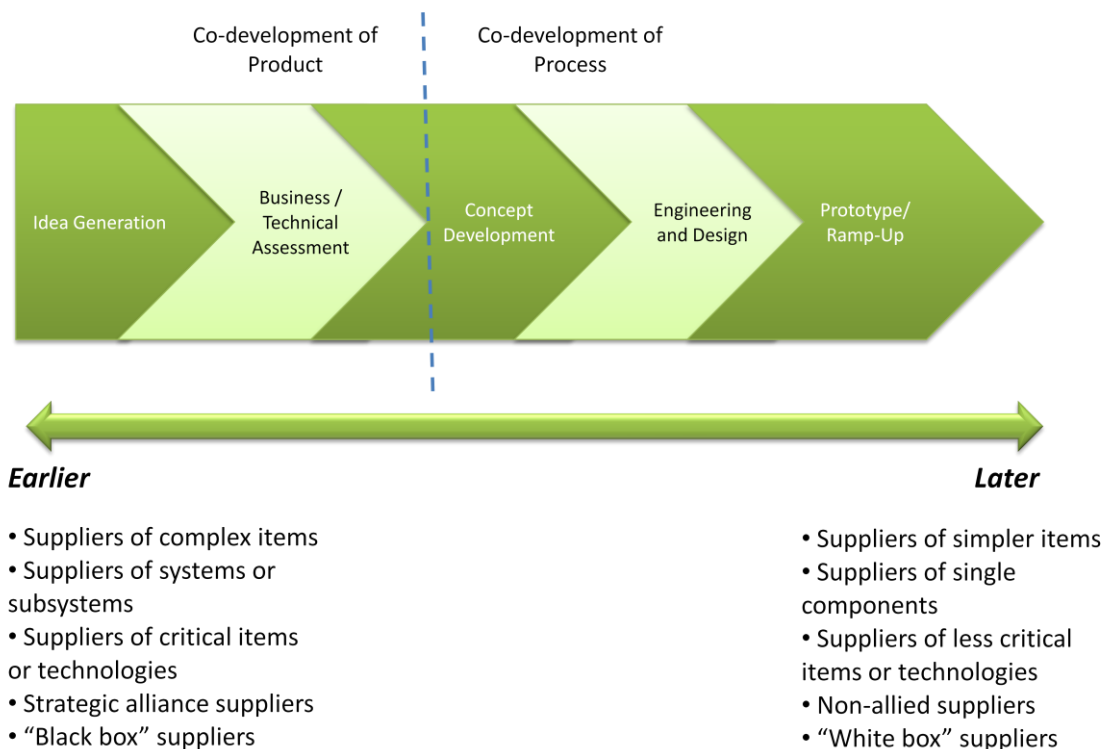 Co-development of
Product
Co-development of
Process
Idea Generation
Business /
Technical
Assessment
Concept
Development
Engineering
and Design
Prototype/
Ramp-Up
Earlier
• Suppliers of complex items
• Suppliers of systems or
subsystems
• Suppliers of critical items
or technologies
• Strategic alliance suppliers
• “Black box” suppliers
Later
• Suppliers of simpler items
• Suppliers of single
components
• Suppliers of less critical
items or technologies
• Non-allied suppliers
• “White box” suppliers